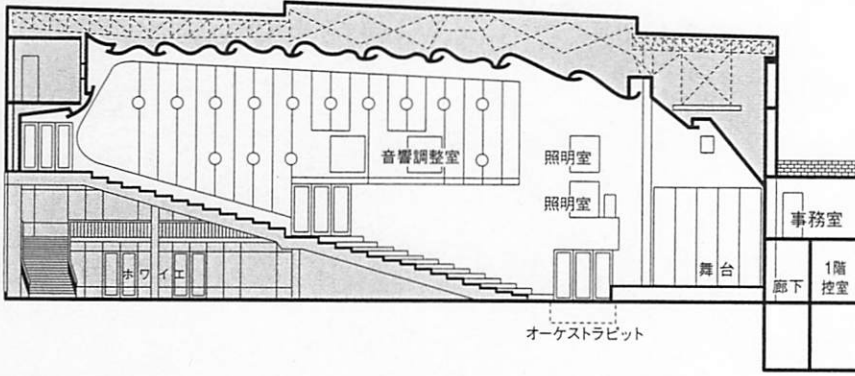 音響調整室
照明室
照明室
事務室
ホワイエ
舞台
廊下
1階
控室
オーケストラピット